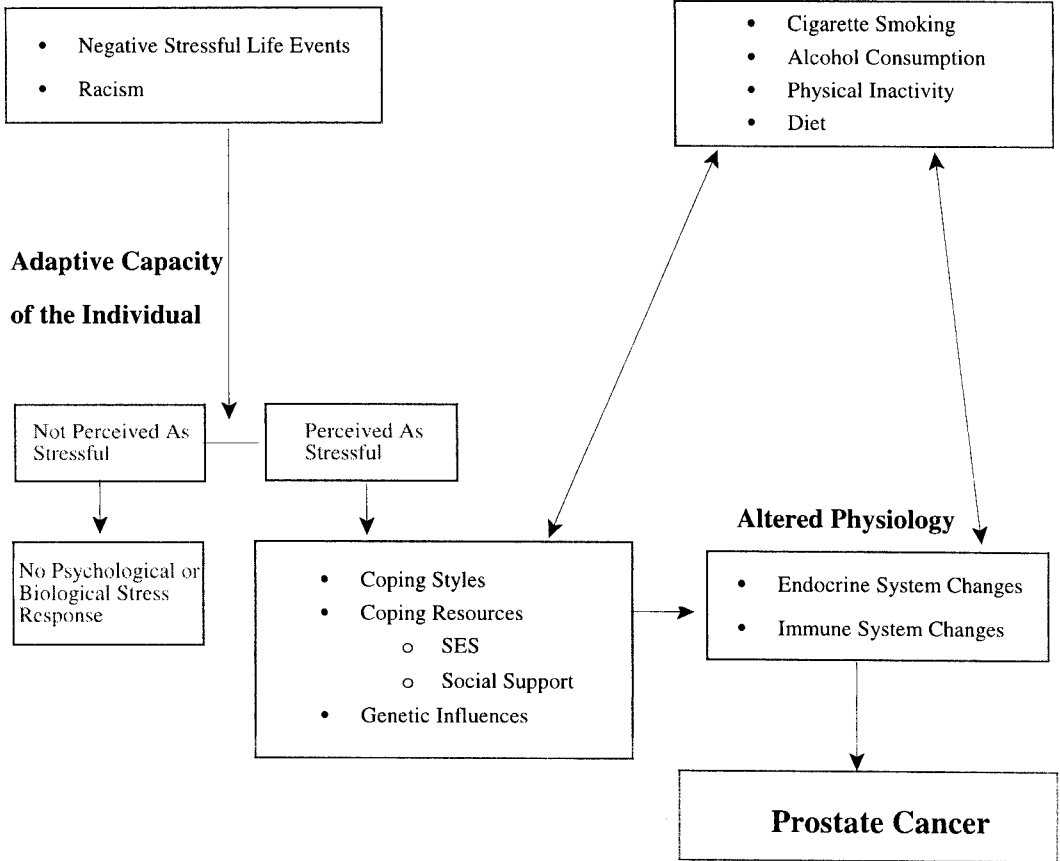 • Negative Stressful Life Events
• Racism
• Cigarette Smoking
• Alcohol Consumption
• Physical Inactivity
• Diet
Adaptive Capacity
of the Individual
Not Perceived As
Stressful
Perceived As
Stressful
No Psychological or
Biological Stress
Response
• Coping Styles
• Coping Resources
o SES
o Social Support
• Genetic Influences
Altered Physiology
• Endocrine System Changes
• Immune System Changes
Prostate Cancer